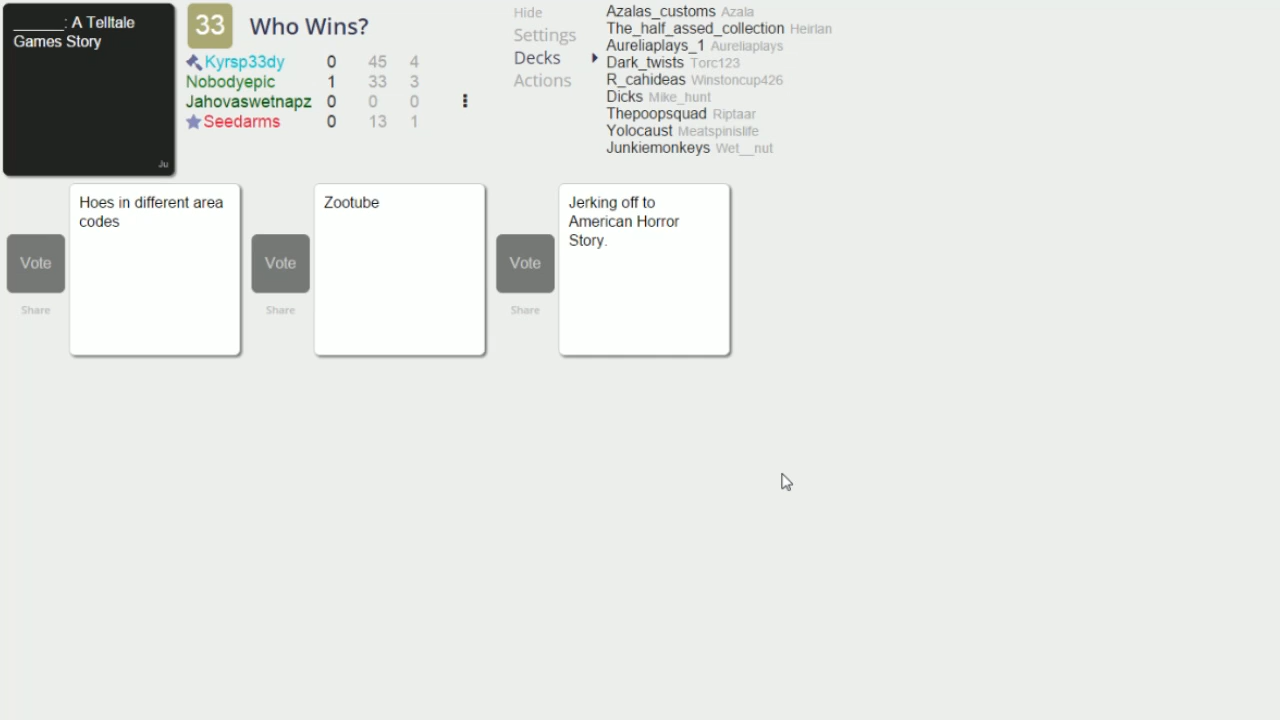 ______: A Telltale
Games Story
Ju
33 Who Wins?
Kyrsp33dy 0 45 4
Nobodyepic 1 33 3
Jahovaswetnapz 0 0 0
Seedarms 0 13 1
Hide
Settings
Decks
Actions
Azalas_customs Azala
The_half_assed_collection Heirlan
Aureliaplays_1 Aureliaplays
Dark_twists Torc123
R_cahideas Winstoncup426
Dicks Mike_hunt
Thepoopsquad Riptaar
Yolocaust Meatspinislife
Junkiemonkeys Wet__nut
Vote
Share
Hoes in different area
codes
Vote
Share
Zootube
Vote
Share
Jerking off to
American Horror
Story.